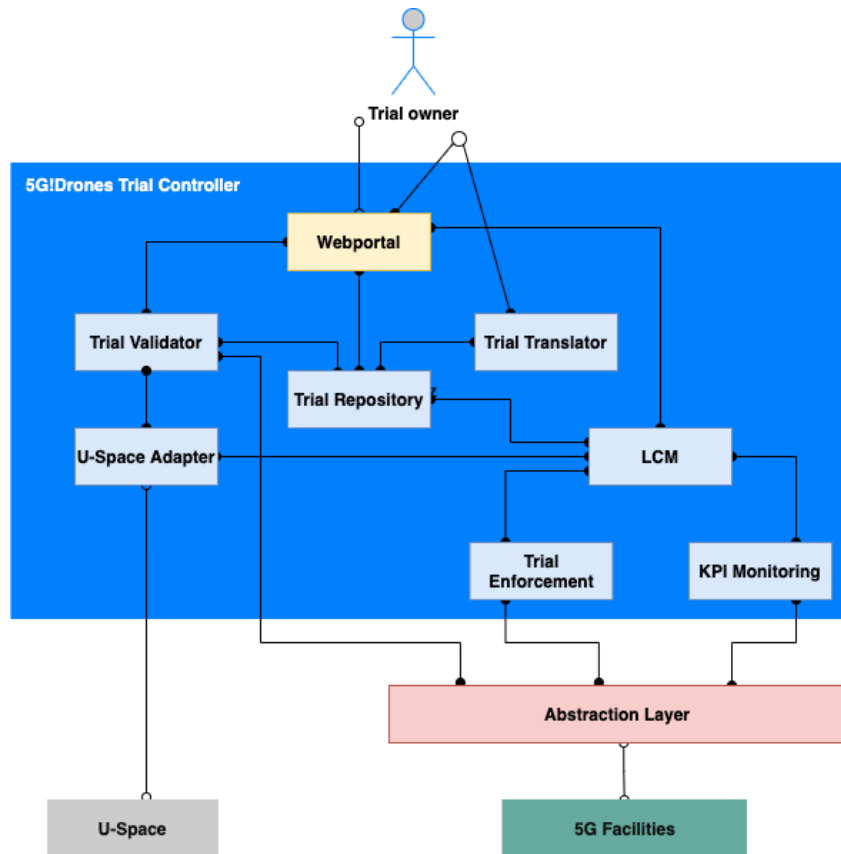 Trial owner
5G!Drones Trial Controller
Webportal
Trial Validator
Trial Translator
Trial Repository
U-Space Adapter
LCM
Trial
Enforcement
KPI Monitoring
Abstraction Layer
U-Space
5G Facilities